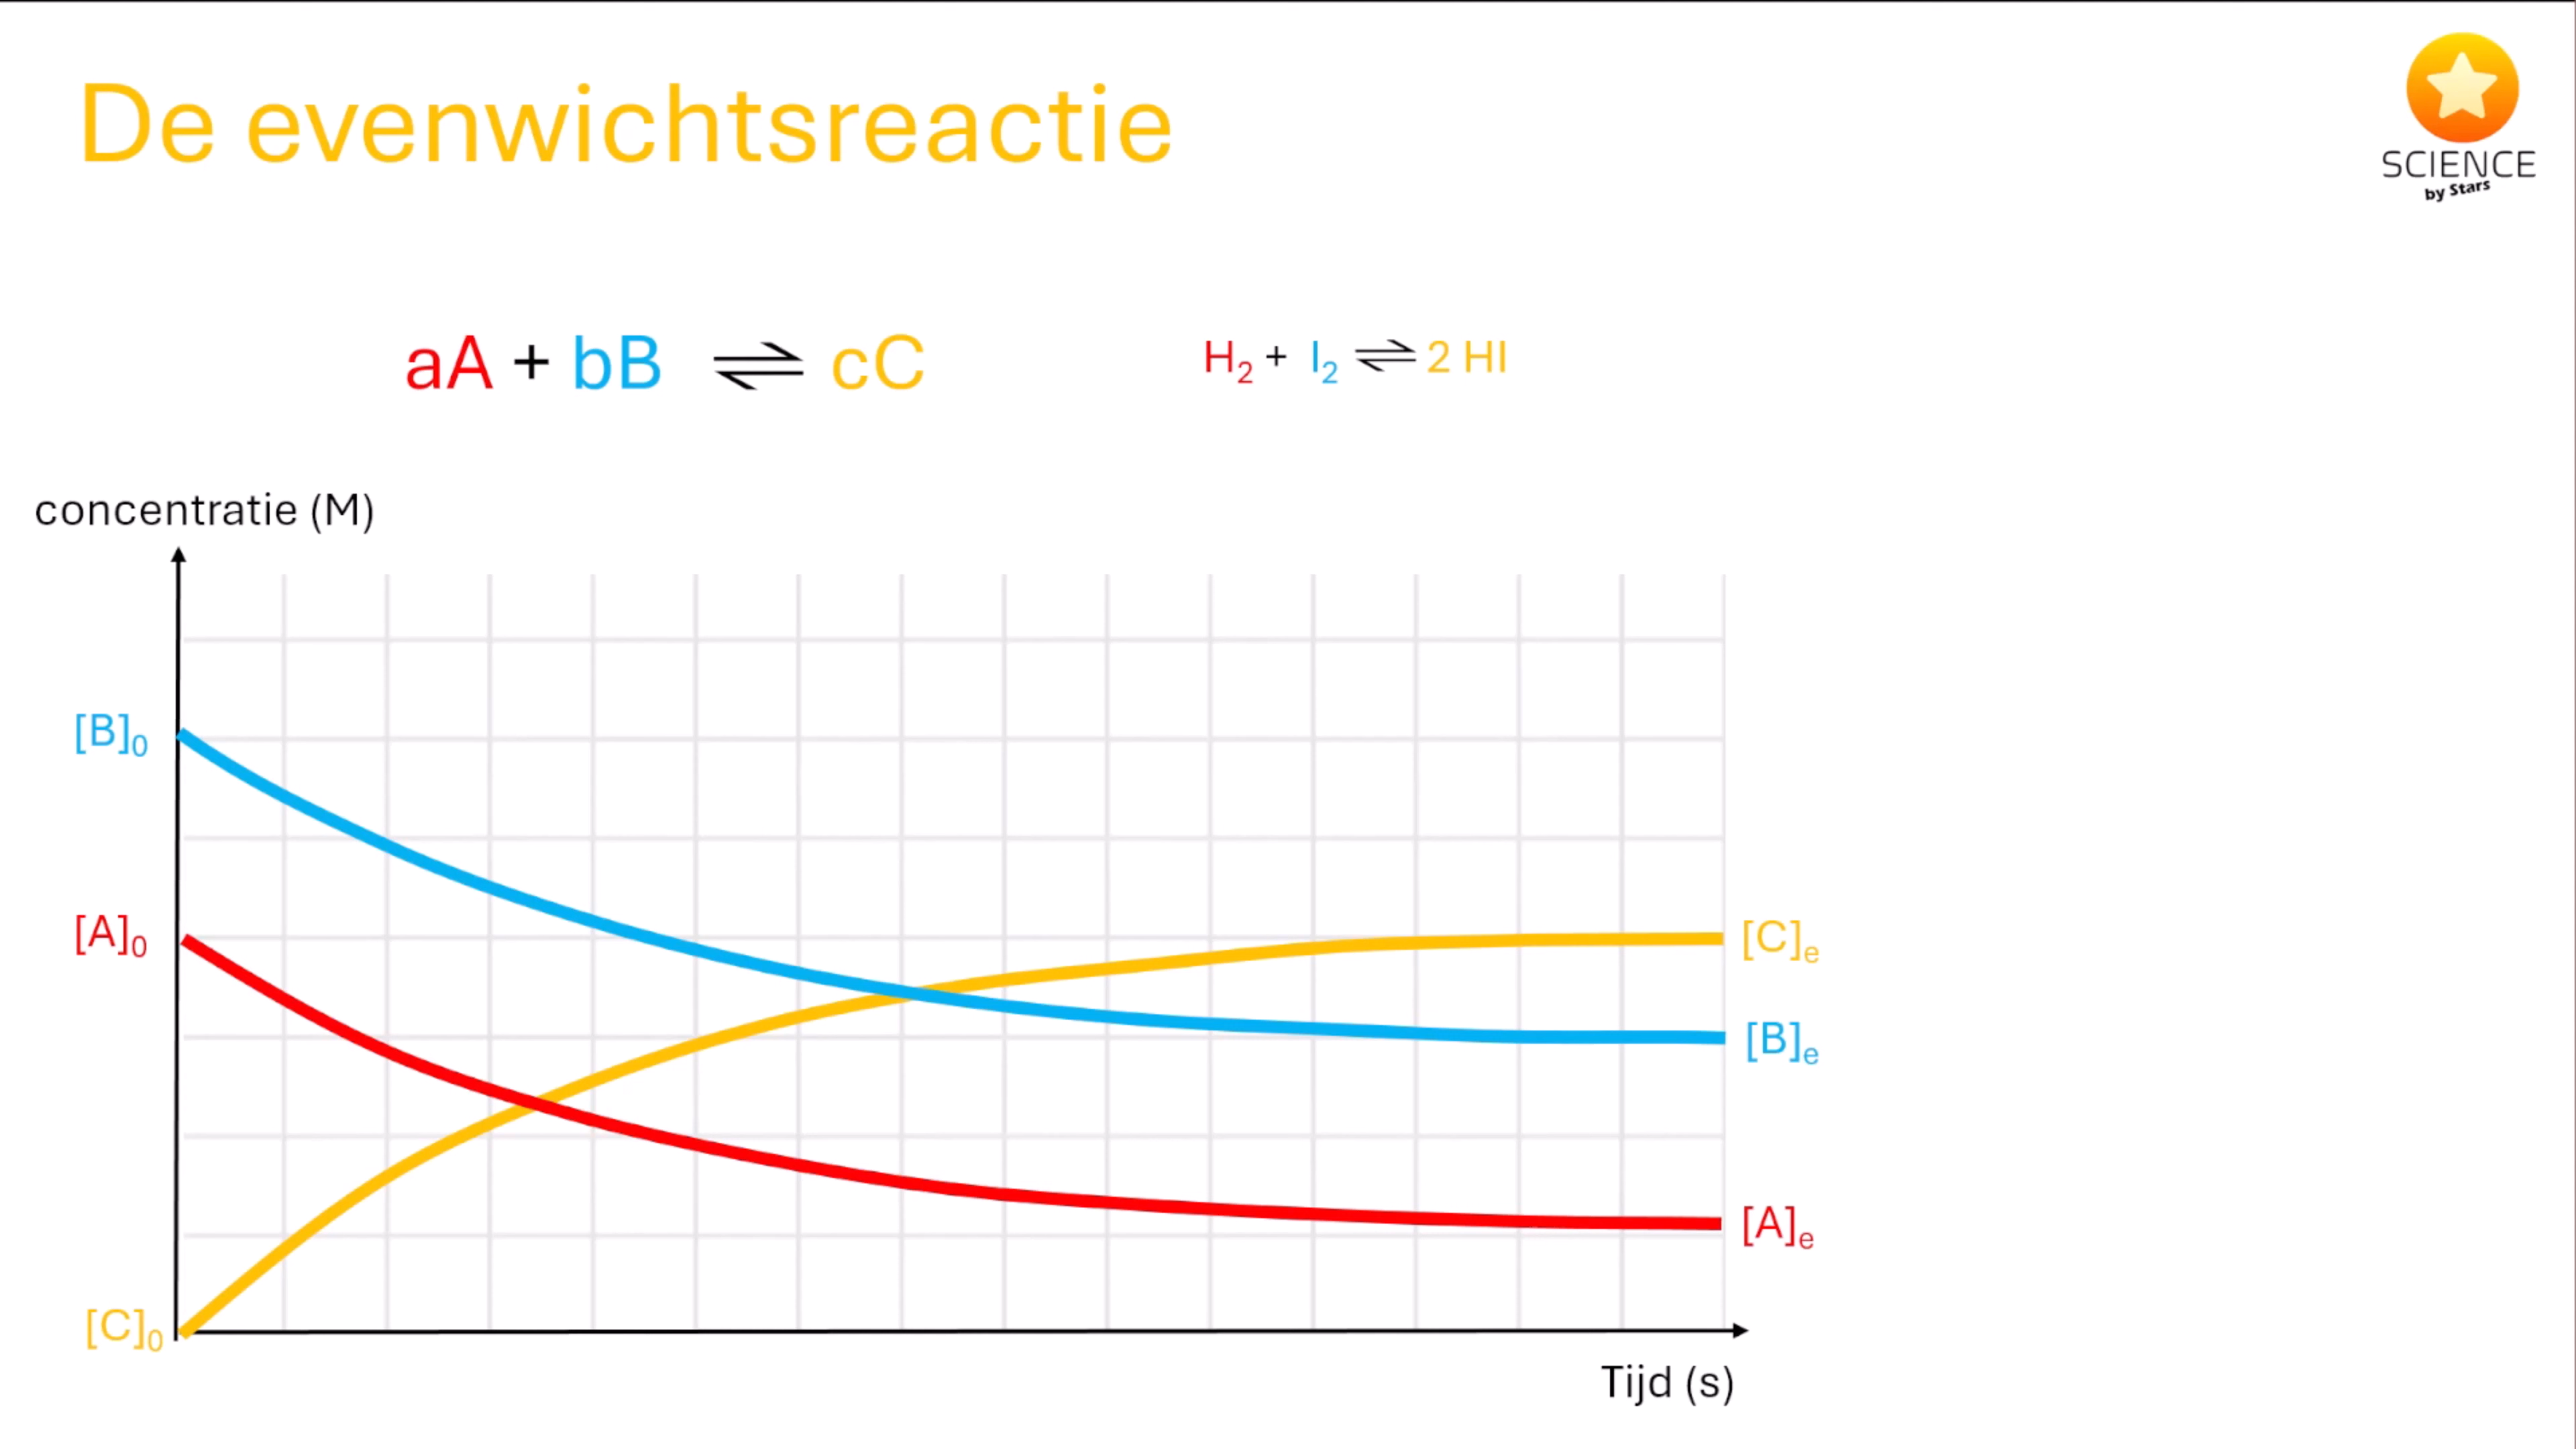 De evenwichtsreactie
SCIENCE
by Stars
aA + bB ⇌ cC
H₂ + I₂ ⇌ 2 HI
concentratie (M)
[B]₀
[A]₀
[C]ₑ
[B]ₑ
[A]ₑ
[C]₀
Tijd (s)